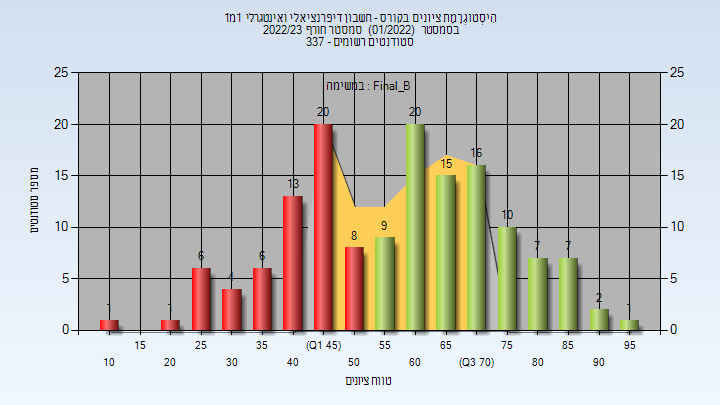 הִיסְטוֹגְרָמַת ציונים בקורס - חשבון דיפרנציאלי ואינטגרלי 1מ1
בסמסטר (01/2022) סמסטר חורף 2022/23
סטודנטים רשומים - 337
במשימה : Final_B
מספר סטודנטים
25 20 15 10 5 0
25 20 15 10 5 0
1 1 6 4 6 13 20 8 9 20 15 16 10 7 7 2 1
15 25 35 (Q1 45) 55 65 75 85 95
10 20 30 40 50 60 (Q3 70) 80 90
טווח ציונים